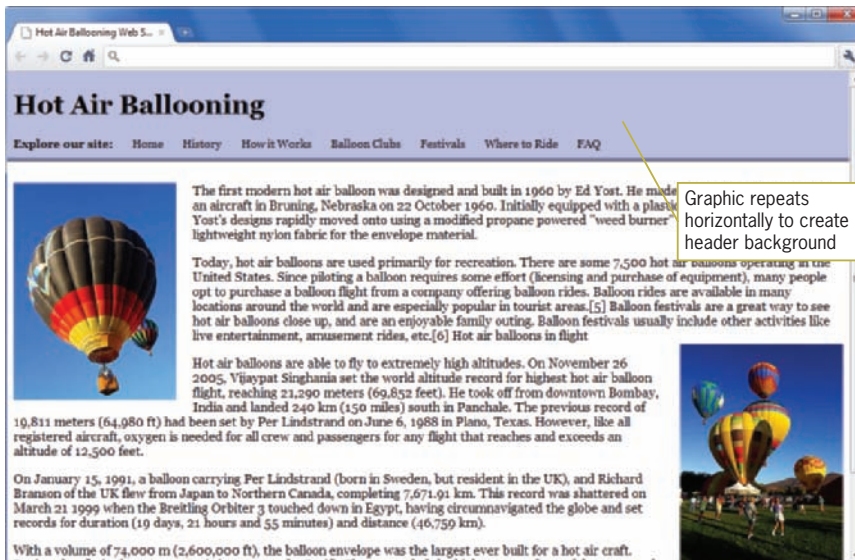 Hot Air Ballooning Web S...
Hot Air Ballooning
Explore our site: Home History How it Works Balloon Clubs Festivals Where to Ride FAQ
Graphic repeats
horizontally to create
header background
The first modern hot air balloon was designed and built in 1960 by Ed Yost. He made
an aircraft in Bruning, Nebraska on 22 October 1960. Initially equipped with a plastic
Yost's designs rapidly moved onto using a modified propane powered "weed burner"
lightweight nylon fabric for the envelope material.
Today, hot air balloons are used primarily for recreation. There are some 7,500 hot air balloons operating in the
United States. Since piloting a balloon requires some effort (licensing and purchase of equipment), many people
opt to purchase a balloon flight from a company offering balloon rides. Balloon rides are available in many
locations around the world and are especially popular in tourist areas.[5] Balloon festivals are a great way to see
hot air balloons close up, and are an enjoyable family outing. Balloon festivals usually include other activities like
live entertainment, amusement rides, etc.[6] Hot air balloons in flight
Hot air balloons are able to fly to extremely high altitudes. On November 26
2005, Vijaypat Singhania set the world altitude record for highest hot air balloon
flight, reaching 21,290 meters (69,852 feet). He took off from downtown Bombay,
India and landed 240 km (150 miles) south in Panchale. The previous record of
19,811 meters (64,980 ft) had been set by Per Lindstrand on June 6, 1988 in Plano, Texas. However, like all
registered aircraft, oxygen is needed for all crew and passengers for any flight that reaches and exceeds an
altitude of 12,500 feet.
On January 15, 1991, a balloon carrying Per Lindstrand (born in Sweden, but resident in the UK), and Richard
Branson of the UK flew from Japan to Northern Canada, completing 7,671.91 km. This record was shattered on
March 21 1999 when the Breitling Orbiter 3 touched down in Egypt, having circumnavigated the globe and set
records for duration (19 days, 21 hours and 55 minutes) and distance (46,759 km).
With a volume of 74,000 m (2,600,000 ft), the balloon envelope was the largest ever built for a hot air craft.